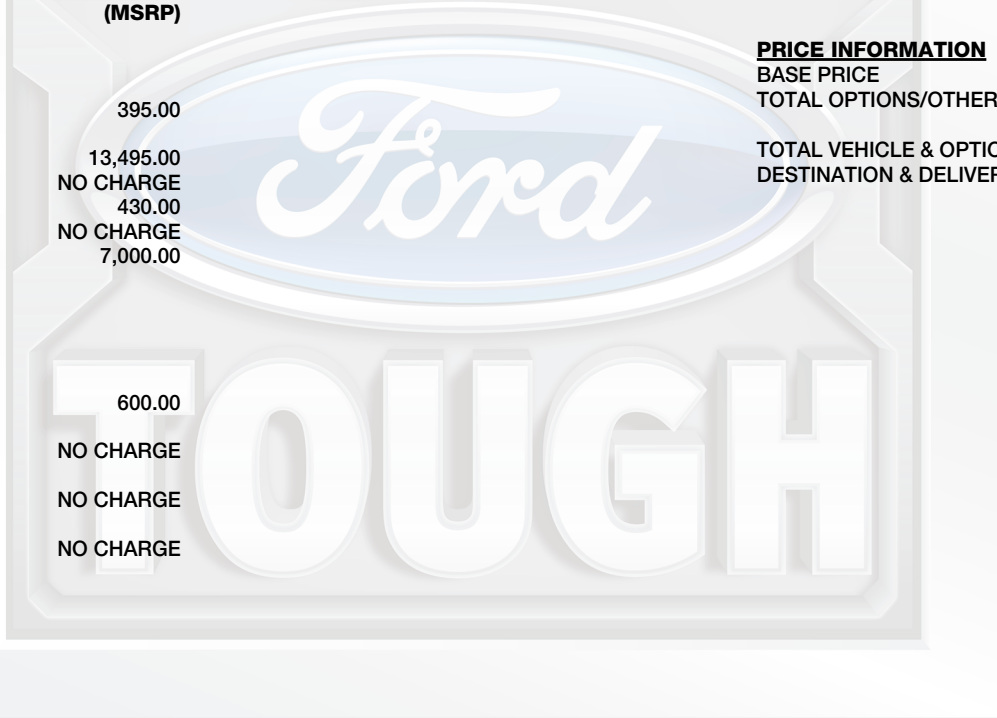 (MSRP)
395.00
13,495.00
NO CHARGE
430.00
NO CHARGE
7,000.00
600.00
NO CHARGE
NO CHARGE
NO CHARGE
PRICE INFORMATION
BASE PRICE
TOTAL OPTIONS/OTHER
TOTAL VEHICLE & OPTIO
DESTINATION & DELIVER
Ford
TOUGH